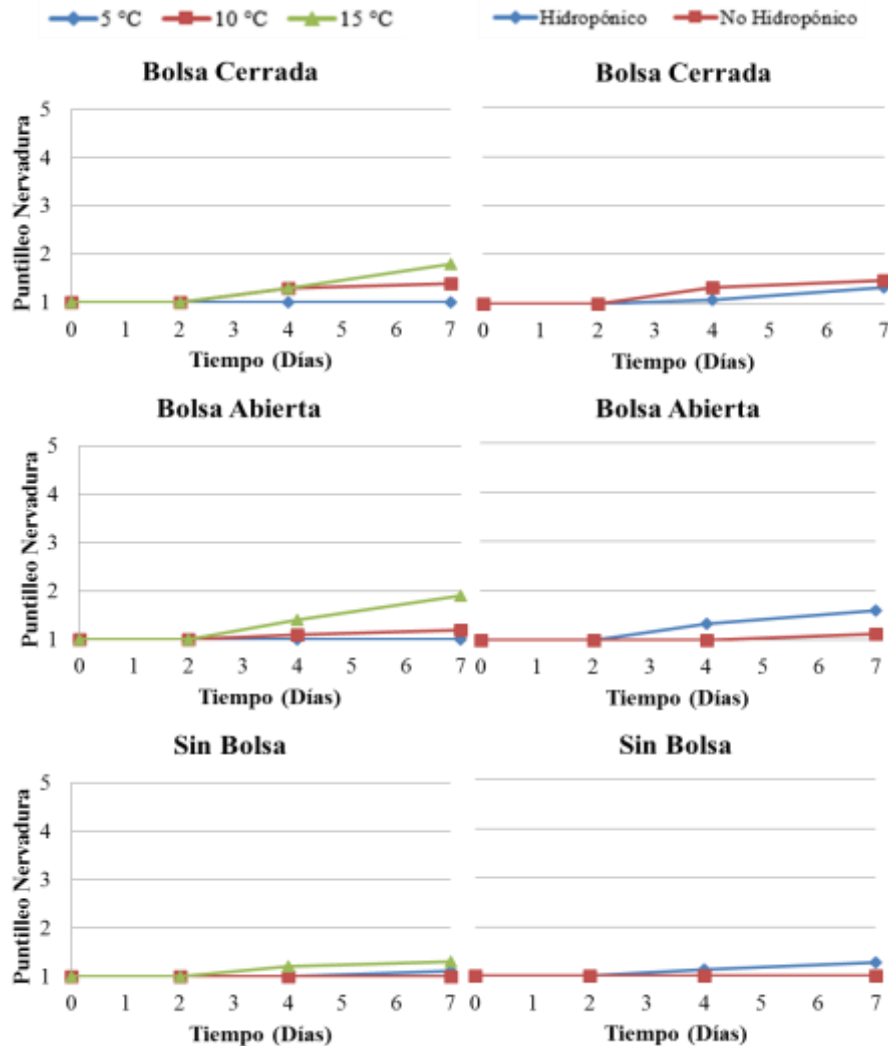 5 °C 10 °C 15 °C Hidropónico No Hidropónico
Bolsa Cerrada Bolsa Cerrada
Puntilleo Nervadura
5
4
3
2
1
0 1 2 3 4 5 6 7 0 1 2 3 4 5 6 7
Tiempo (Días) Tiempo (Días)
Bolsa Abierta Bolsa Abierta
Puntilleo Nervadura
5
4
3
2
1
0 1 2 3 4 5 6 7 0 1 2 3 4 5 6 7
Tiempo (Días) Tiempo (Días)
Sin Bolsa Sin Bolsa
Puntilleo Nervadura
5
4
3
2
1
0 1 2 3 4 5 6 7 0 1 2 3 4 5 6 7
Tiempo (Días) Tiempo (Días)